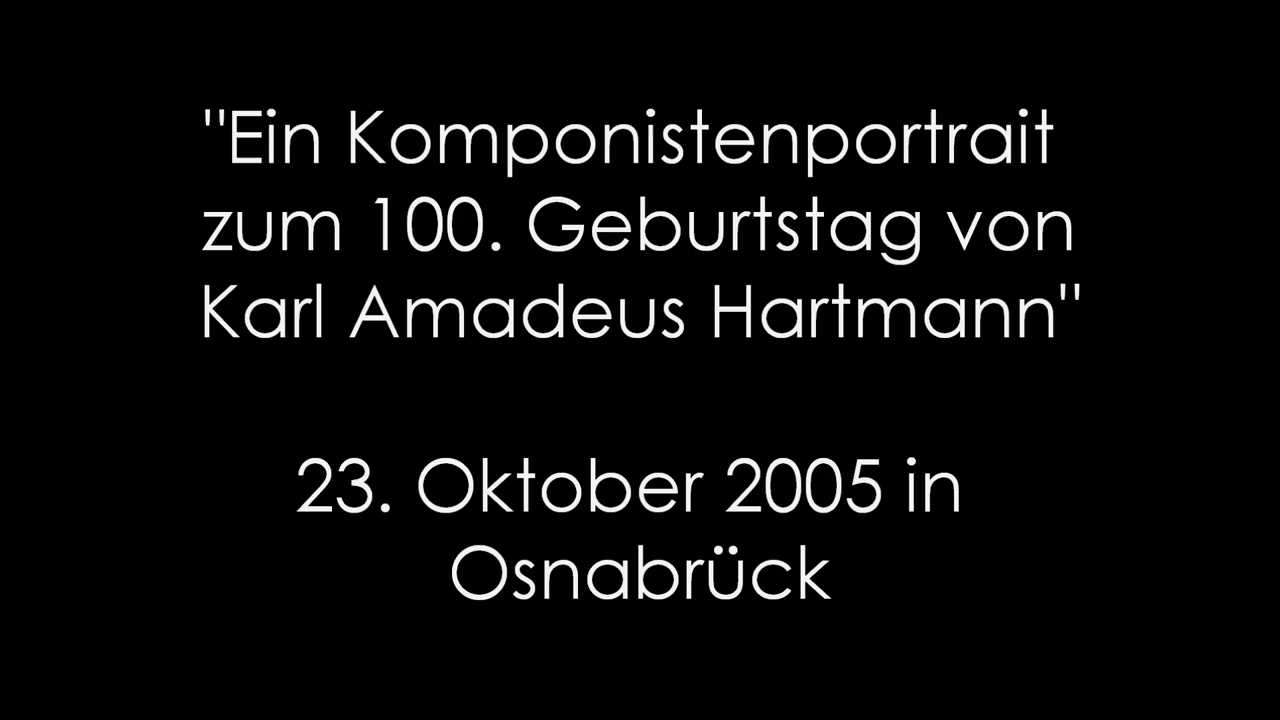 "Ein Komponistenportrait
zum 100. Geburtstag von
Karl Amadeus Hartmann"
23. Oktober 2005 in
Osnabrück